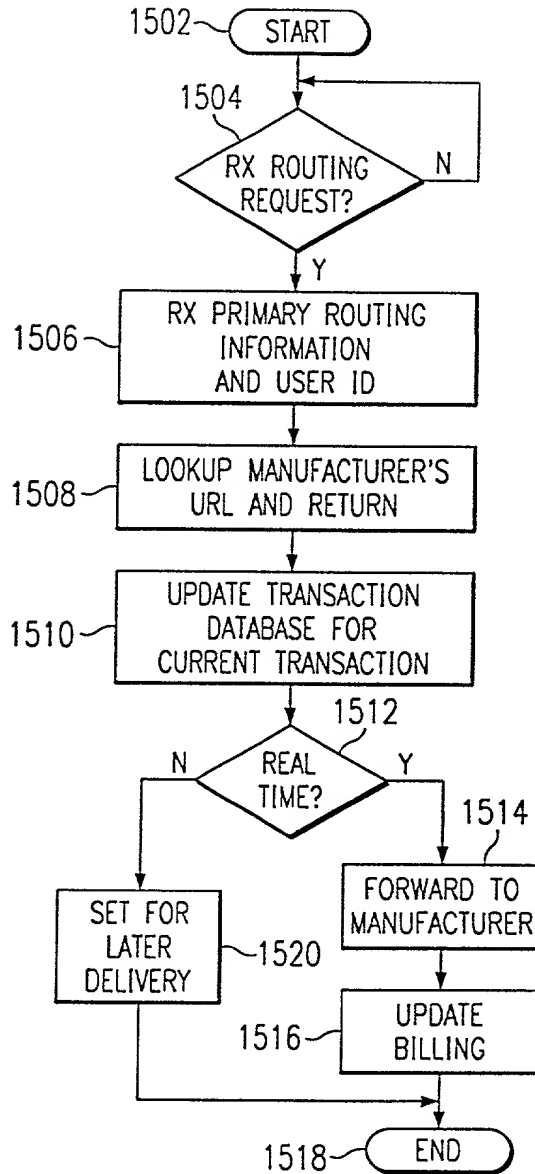 1502
START
1504
RX ROUTING
REQUEST?
N
Y
1506
RX PRIMARY ROUTING
INFORMATION
AND USER ID
1508
LOOKUP MANUFACTURER'S
URL AND RETURN
1510
UPDATE TRANSACTION
DATABASE FOR
CURRENT TRANSACTION
1512
N
REAL
TIME?
Y
1514
FORWARD TO
MANUFACTURER
SET FOR
LATER
DELIVERY
1520
1516
UPDATE
BILLING
1518
END